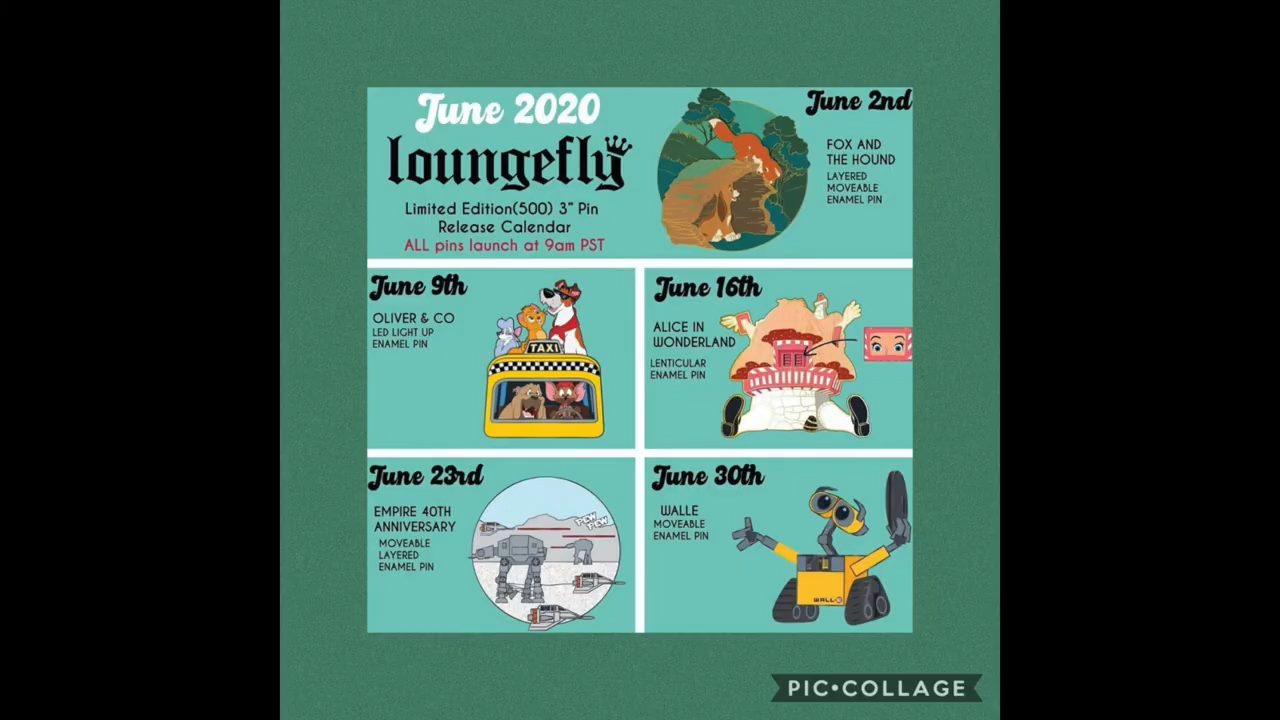 June 2020
loungefly
Limited Edition(500) 3" Pin
Release Calendar
ALL pins launch at 9am PST
June 2nd
FOX AND
THE HOUND
LAYERED
MOVEABLE
ENAMEL PIN
June 9th
OLIVER & CO
LED LIGHT UP
ENAMEL PIN
TAXI
June 16th
ALICE IN
WONDERLAND
LENTICULAR
ENAMEL PIN
June 23rd
EMPIRE 40TH
ANNIVERSARY
MOVEABLE
LAYERED
ENAMEL PIN
PEW
PEW
June 30th
WALLE
MOVEABLE
ENAMEL PIN
WALL•E
PIC•COLLAGE